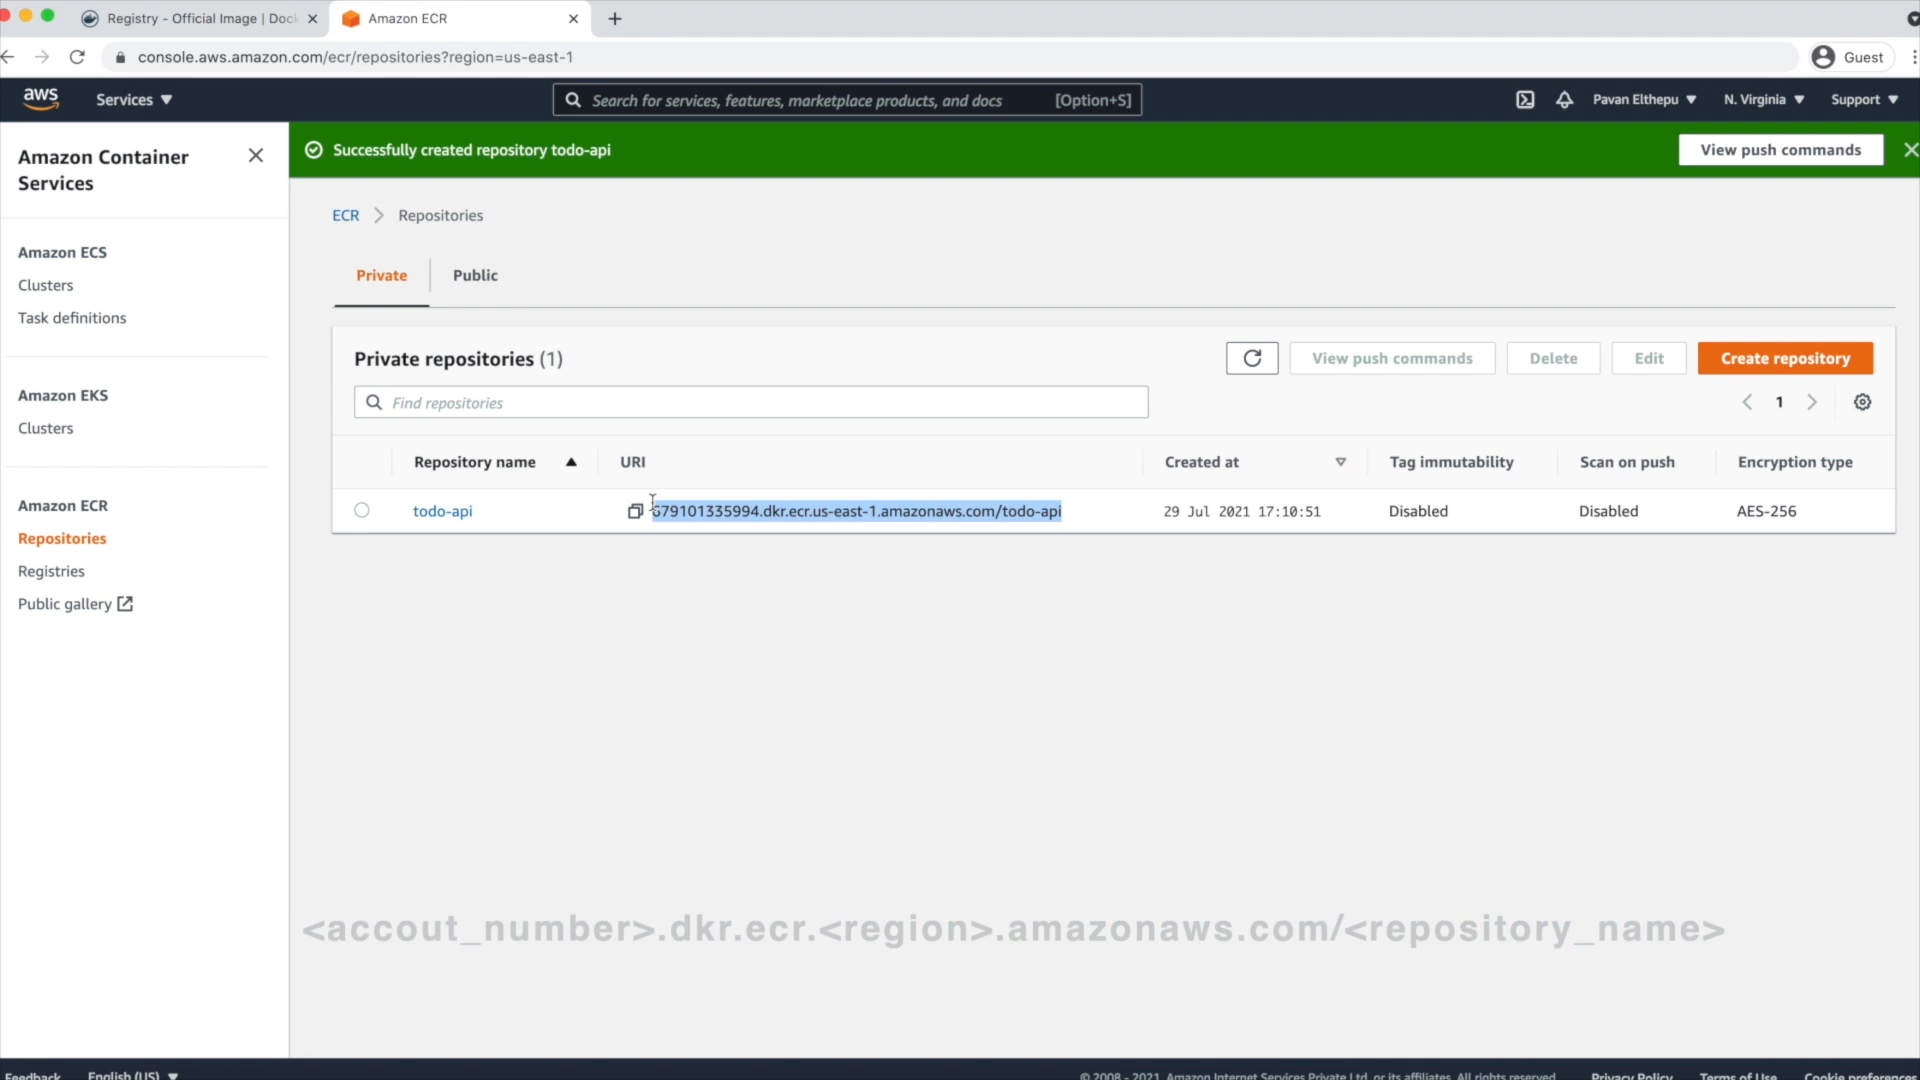 Registry - Official Image | Doc
Amazon ECR
console.aws.amazon.com/ecr/repositories?region=us-east-1
Guest
aws
Services
Search for services, features, marketplace products, and docs
[Option+S]
Pavan Elthepu
N. Virginia
Support
Amazon Container
Services
Amazon ECS
Clusters
Task definitions
Amazon EKS
Clusters
Amazon ECR
Repositories
Registries
Public gallery
Successfully created repository todo-api
View push commands
ECR
Repositories
Private
Public
Private repositories (1)
View push commands
Delete
Edit
Create repository
Find repositories
1
Repository name
URI
Created at
Tag immutability
Scan on push
Encryption type
todo-api
679101335994.dkr.ecr.us-east-1.amazonaws.com/todo-api
29 Jul 2021 17:10:51
Disabled
Disabled
AES-256
<accout_number>.dkr.ecr.<region>.amazonaws.com/<repository_name>
Feedback
English (US)
© 2008 - 2021, Amazon Internet Services Private Ltd. or its affiliates. All rights reserved.
Privacy Policy
Terms of Use
Cookie preferences